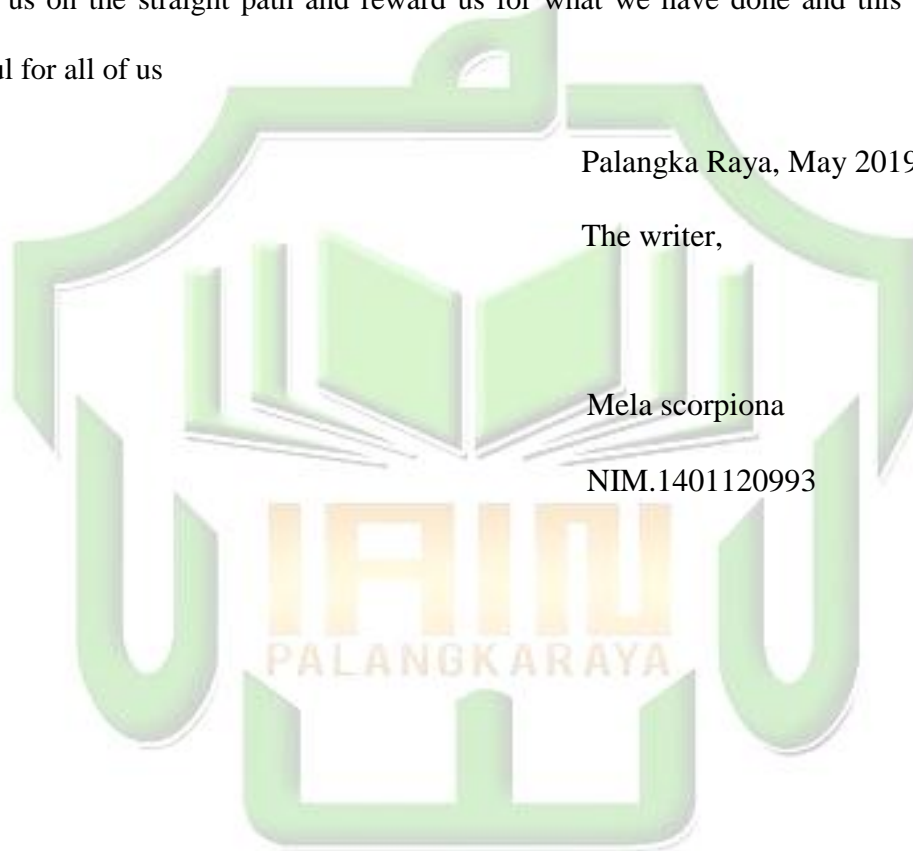 us on the straight path and reward us for what we have done and this
ul for all of us
Palangka Raya, May 2019
The writer,
Mela scorpiona
NIM.1401120993
IAIN
PALANGKARAYA